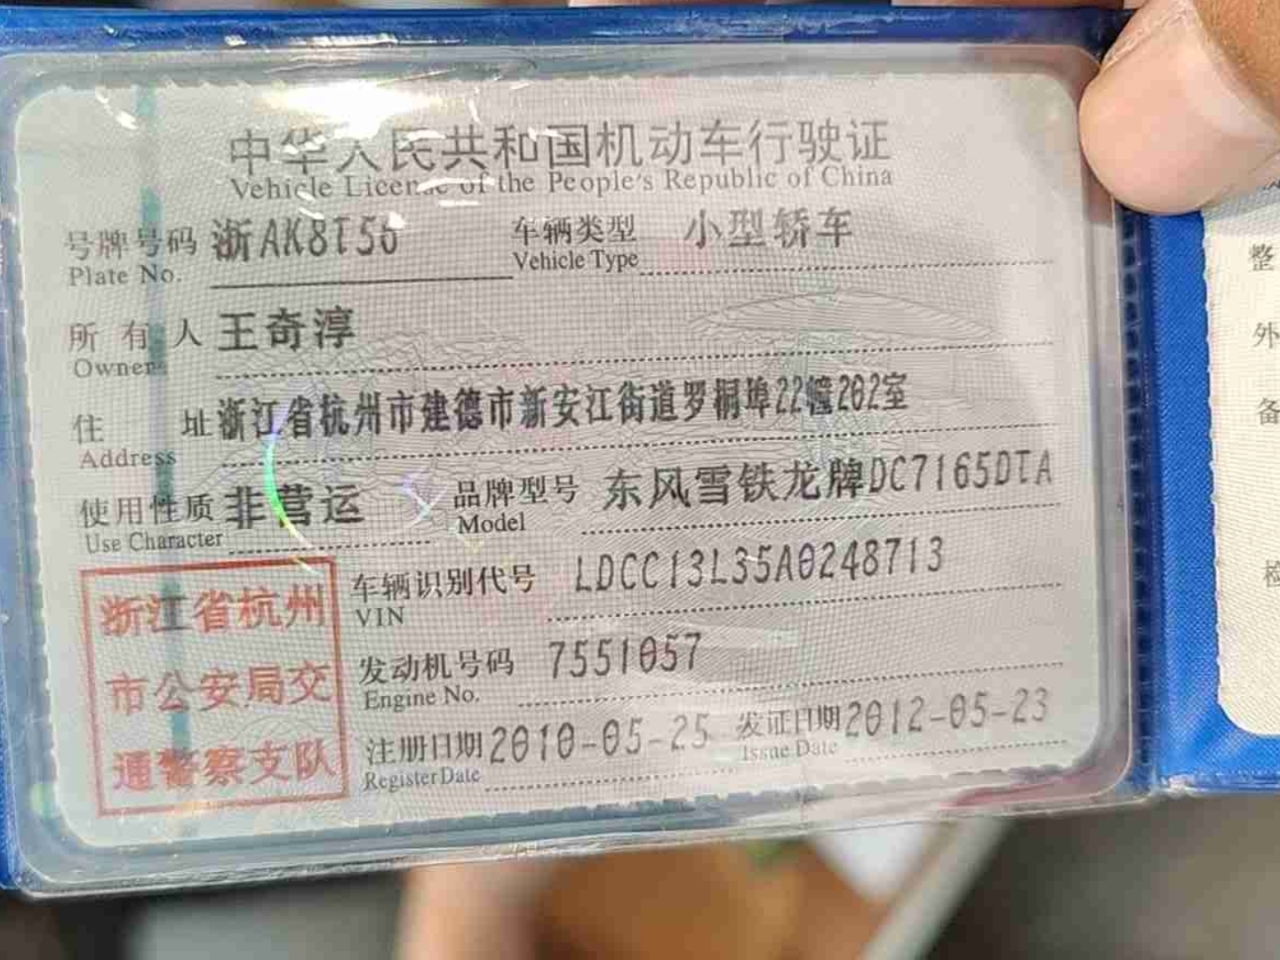 中华人民共和国机动车行驶证
Vehicle License of the People's Republic of China
号牌号码 浙AK8T56 车辆类型 小型轿车
Plate No. Vehicle Type
所有人 王奇淳
Owner
住址 浙江省杭州市建德市新安江街道罗桐埠22幢202室
Address
使用性质 非营运 品牌型号 东风雪铁龙牌DC7165DTA
Use Character Model
浙江省杭州
市公安局交
通警察支队
车辆识别代号 LDCC13L35A0248713
VIN
发动机号码 7551057
Engine No.
注册日期 2010-05-25 发证日期 2012-05-23
Register Date Issue Date
整
外
备
检